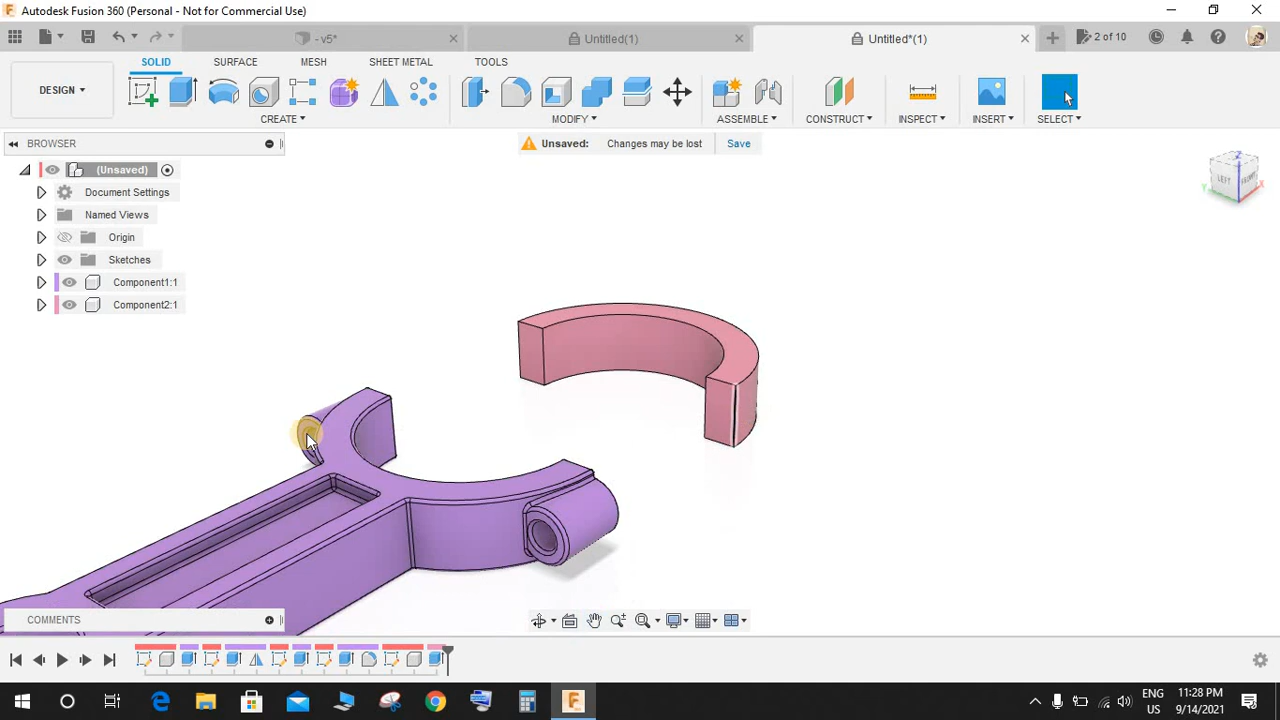 Autodesk Fusion 360 (Personal - Not for Commercial Use)
- v5*
Untitled(1)
Untitled*(1)
2 of 10
SOLID
SURFACE
MESH
SHEET METAL
TOOLS
DESIGN
CREATE
MODIFY
ASSEMBLE
CONSTRUCT
INSPECT
INSERT
SELECT
BROWSER
Unsaved: Changes may be lost
Save
(Unsaved)
Document Settings
Named Views
Origin
Sketches
Component1:1
Component2:1
Z
LEFT
FRONT
Y
X
COMMENTS
ENG
US
11:28 PM
9/14/2021